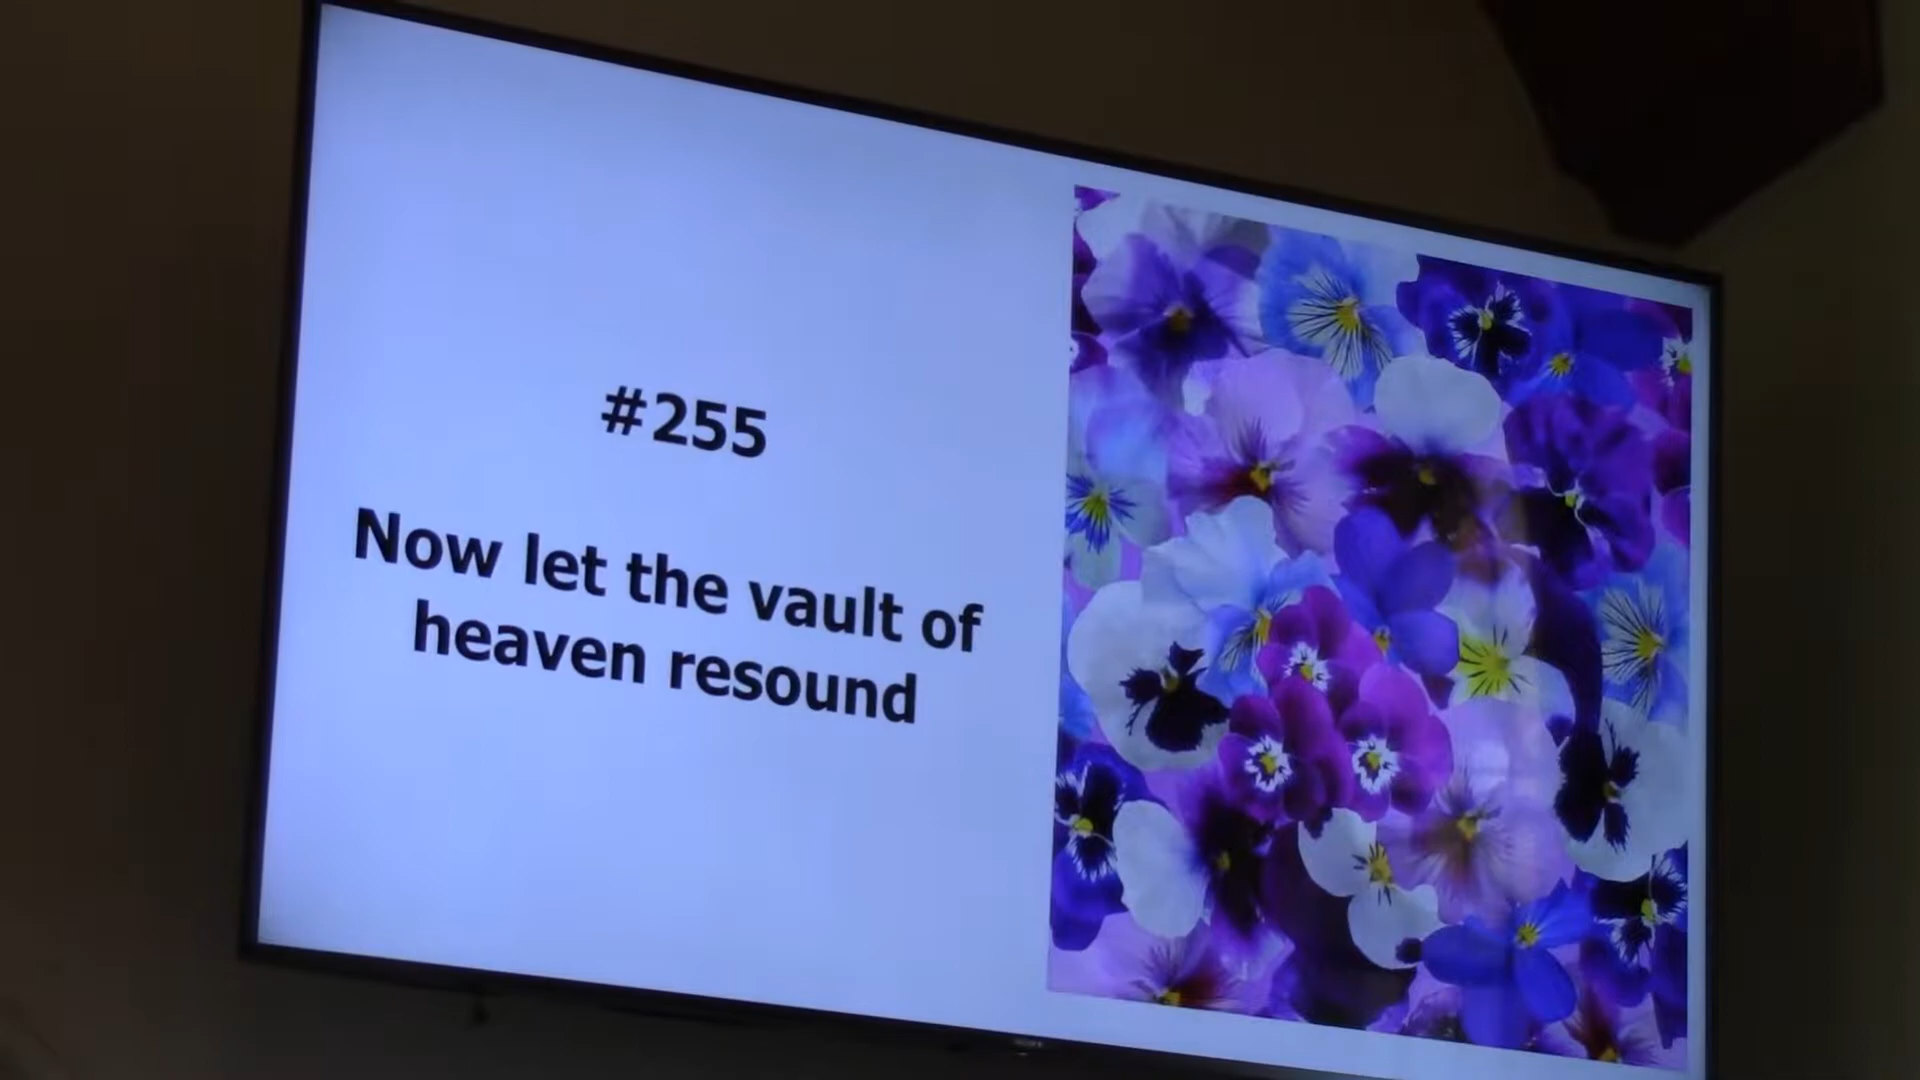 #255
Now let the vault of
heaven resound